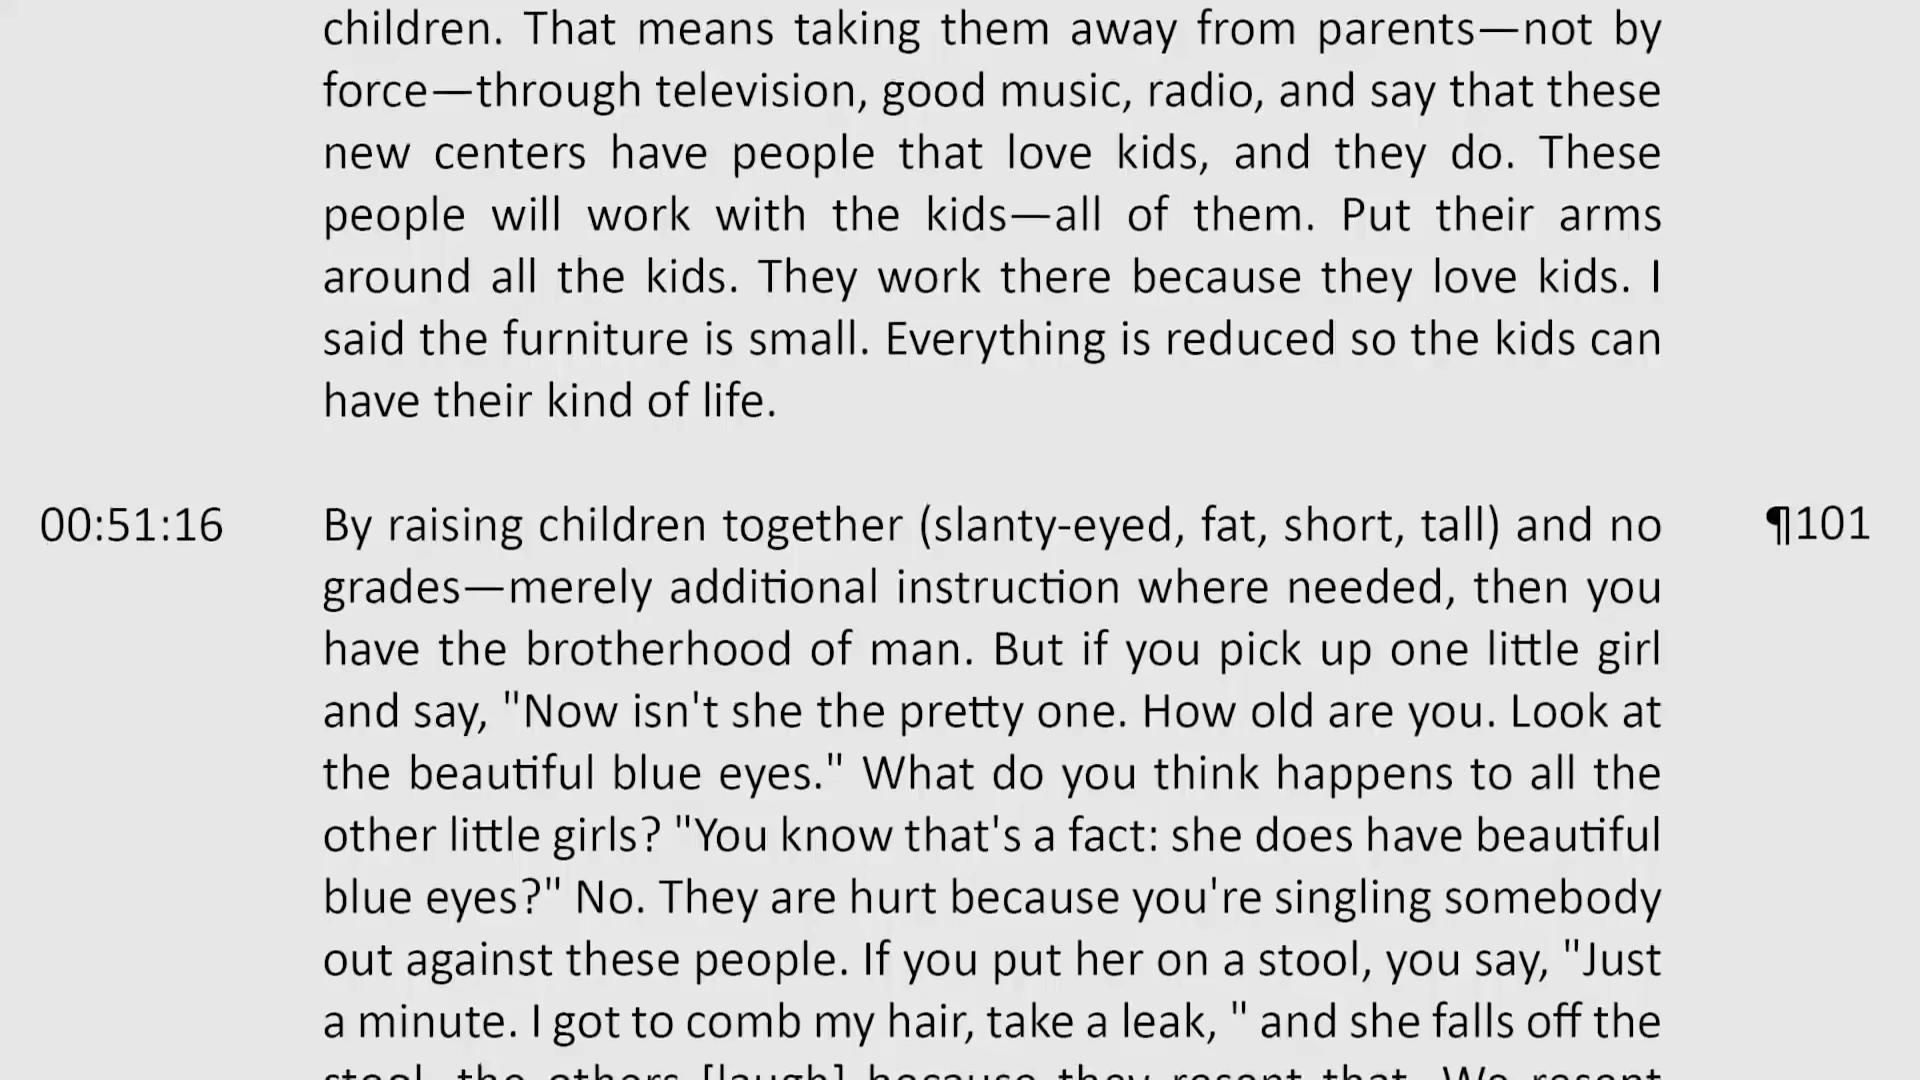 children. That means taking them away from parents—not by
force—through television, good music, radio, and say that these
new centers have people that love kids, and they do. These
people will work with the kids—all of them. Put their arms
around all the kids. They work there because they love kids. I
said the furniture is small. Everything is reduced so the kids can
have their kind of life.
00:51:16 By raising children together (slanty-eyed, fat, short, tall) and no ¶101
grades—merely additional instruction where needed, then you
have the brotherhood of man. But if you pick up one little girl
and say, "Now isn't she the pretty one. How old are you. Look at
the beautiful blue eyes." What do you think happens to all the
other little girls? "You know that's a fact: she does have beautiful
blue eyes?" No. They are hurt because you're singling somebody
out against these people. If you put her on a stool, you say, "Just
a minute. I got to comb my hair, take a leak, " and she falls off the
stool, the others [laugh] because they resent that. We resent